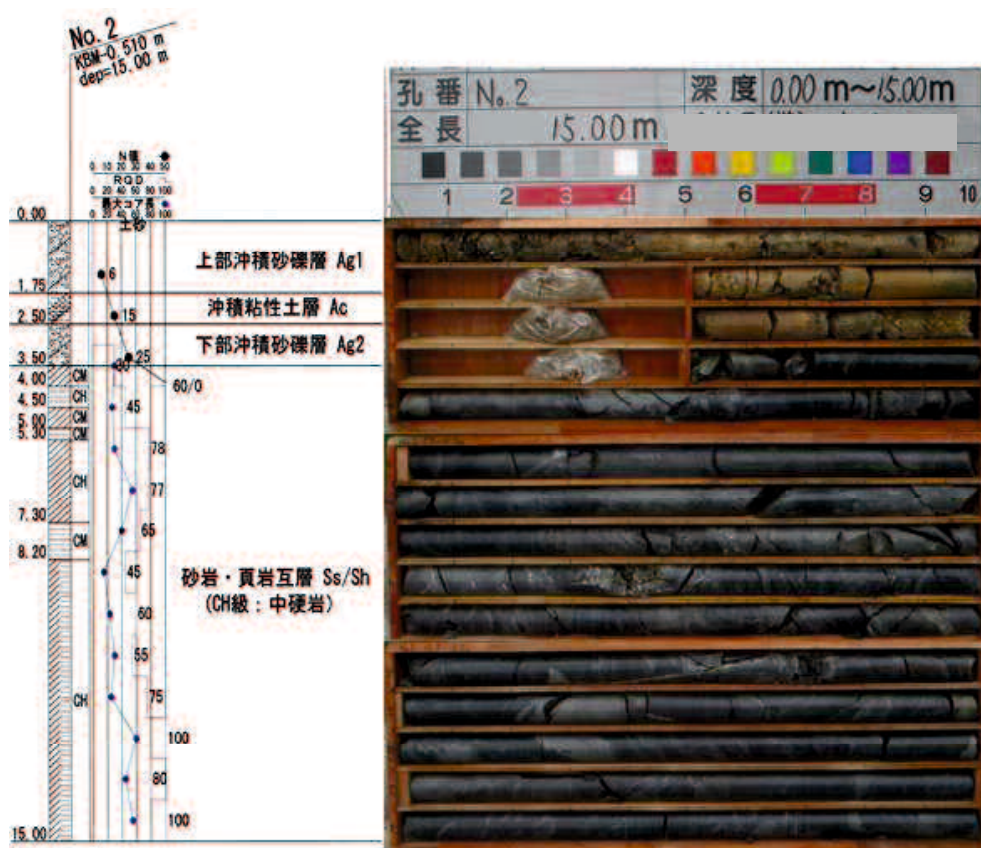 No.2
KBM-0.510 m
dep=15.00 m
N値
0 10 20 30 40 50
RQD
0 20 40 60 80 100
最大コア長
0 20 40 60 80 100
土砂
0.00
上部沖積砂礫層 Ag1
6
1.75
沖積粘性土層 Ac
15
2.50
下部沖積砂礫層 Ag2
25
3.50
60/0
CM
4.00
CH
45
4.50
CM
5.00
CM
5.30
78
CH
77
7.30
CM
65
8.20
45
砂岩・頁岩互層 Ss/Sh
(CH級:中硬岩)
60
55
CH
75
100
80
100
15.00
孔番 No.2
深度 0.00m~15.00m
全長 15.00m
1 2 3 4 5 6 7 8 9 10